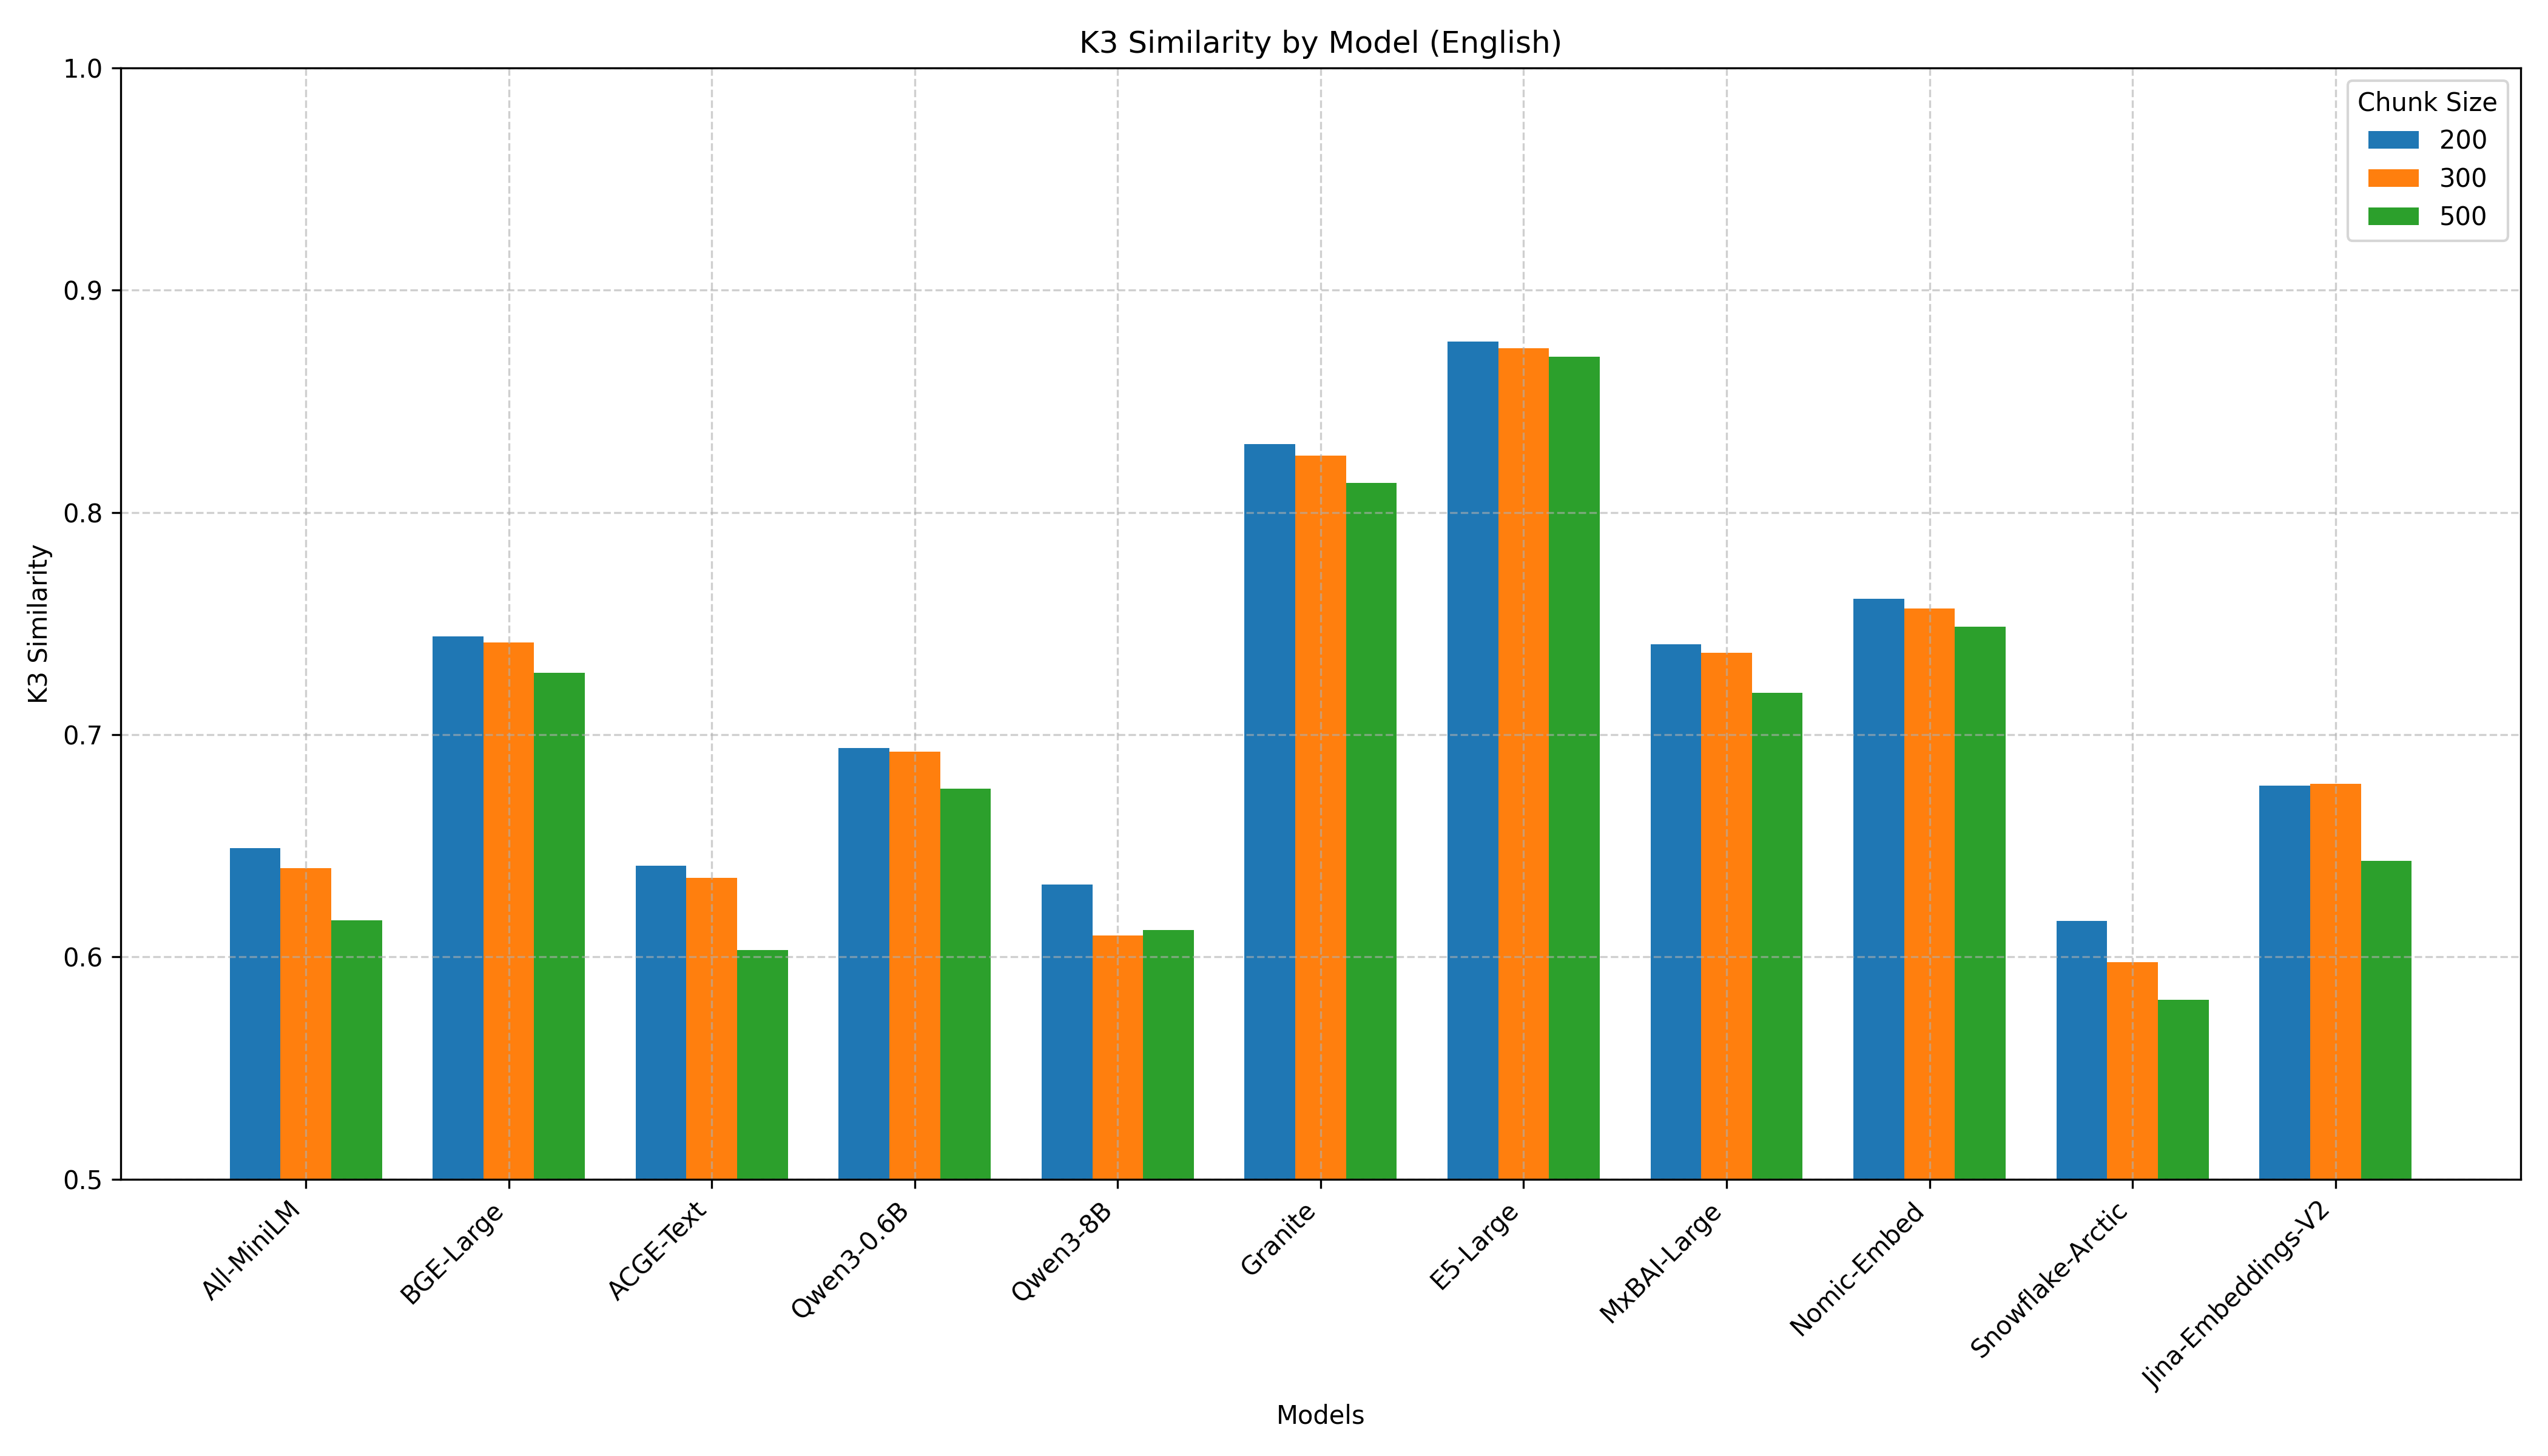 K3 Similarity by Model (English)
1.0
0.9
0.8
0.7
0.6
0.5
K3 Similarity
Chunk Size
200
300
500
All-MiniLM
BGE-Large
ACGE-Text
Qwen3-0.6B
Qwen3-8B
Granite
E5-Large
MxBAI-Large
Nomic-Embed
Snowflake-Arctic
Jina-Embeddings-V2
Models